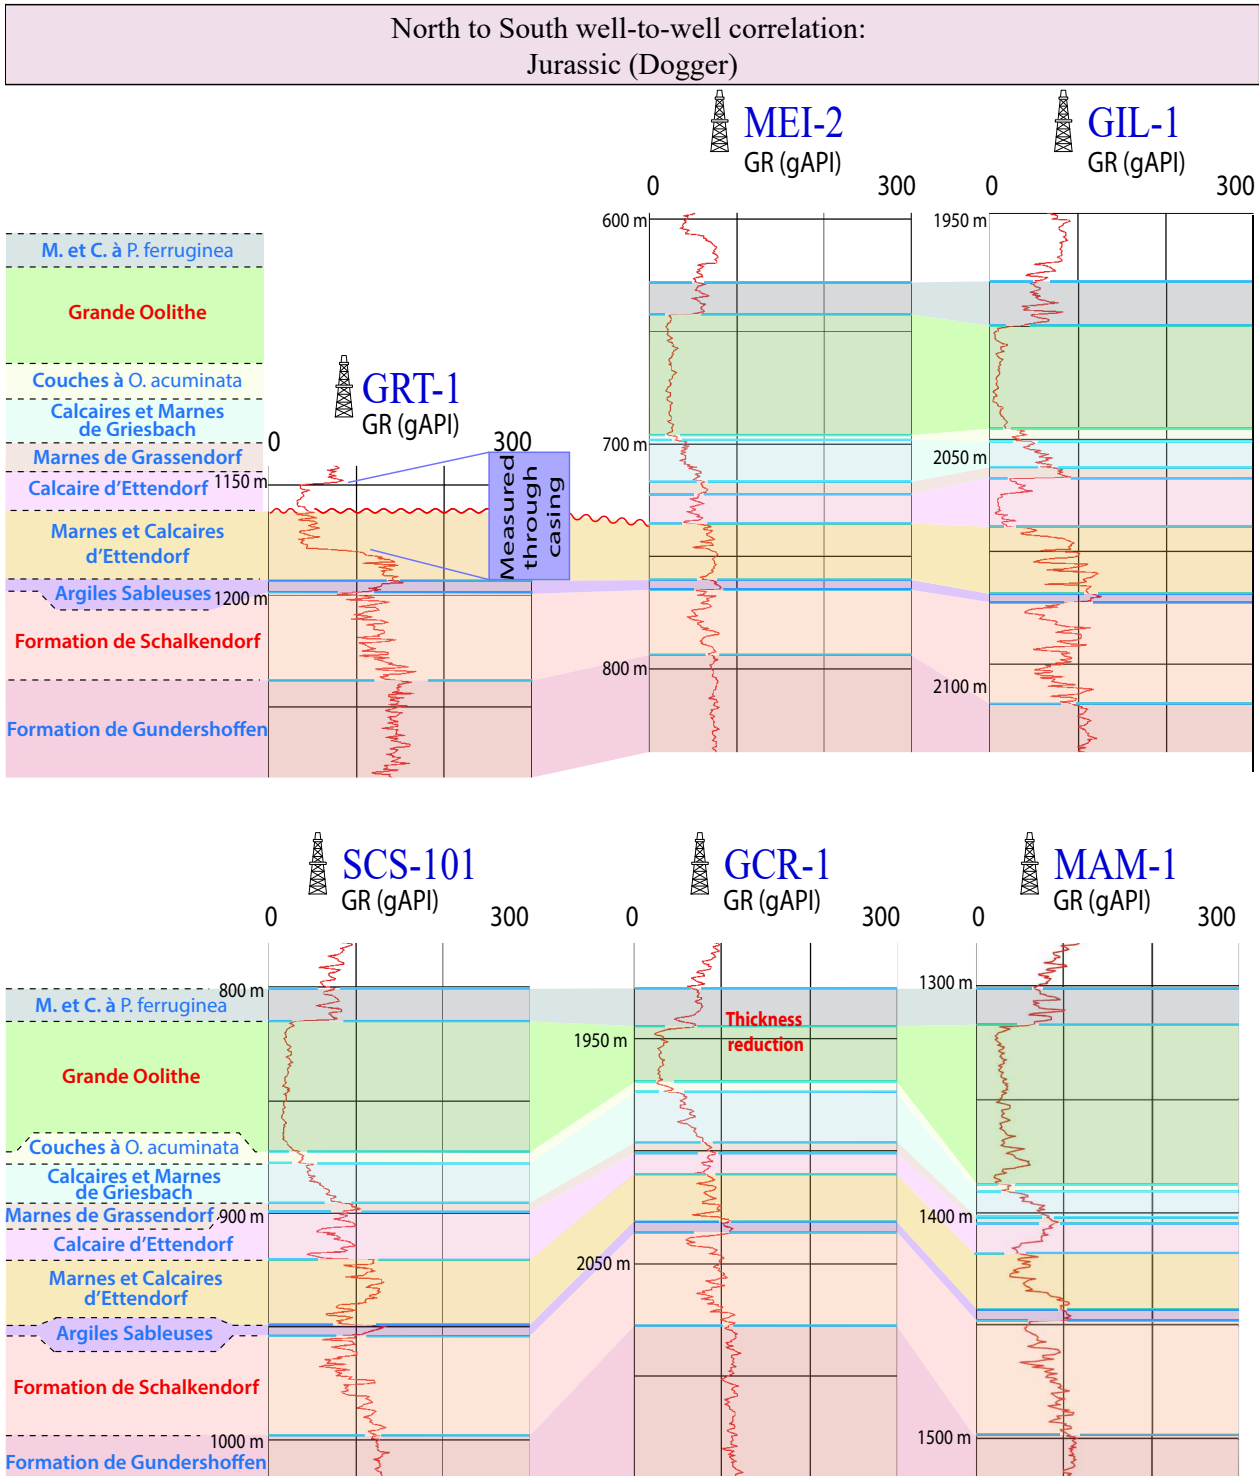 North to South well-to-well correlation:
Jurassic (Dogger)
MEI-2
GR (gAPI)
0
300
GIL-1
GR (gAPI)
0
300
600 m
1950 m
M. et C. à P. ferruginea
Grande Oolithe
Couches à O. acuminata
Calcaires et Marnes
de Griesbach
Marnes de Grassendorf
Calcaire d'Ettendorf
Marnes et Calcaires
d'Ettendorf
Argiles Sableuses
Formation de Schalkendorf
Formation de Gundershoffen
GRT-1
GR (gAPI)
0
300
1150 m
1200 m
Measured
through
casing
700 m
800 m
2050 m
2100 m
SCS-101
GR (gAPI)
0
300
GCR-1
GR (gAPI)
0
300
MAM-1
GR (gAPI)
0
300
M. et C. à P. ferruginea
Grande Oolithe
Couches à O. acuminata
Calcaires et Marnes
de Griesbach
Marnes de Grassendorf
Calcaire d'Ettendorf
Marnes et Calcaires
d'Ettendorf
Argiles Sableuses
Formation de Schalkendorf
Formation de Gundershoffen
800 m
900 m
1000 m
Thickness
reduction
1950 m
2050 m
1300 m
1400 m
1500 m